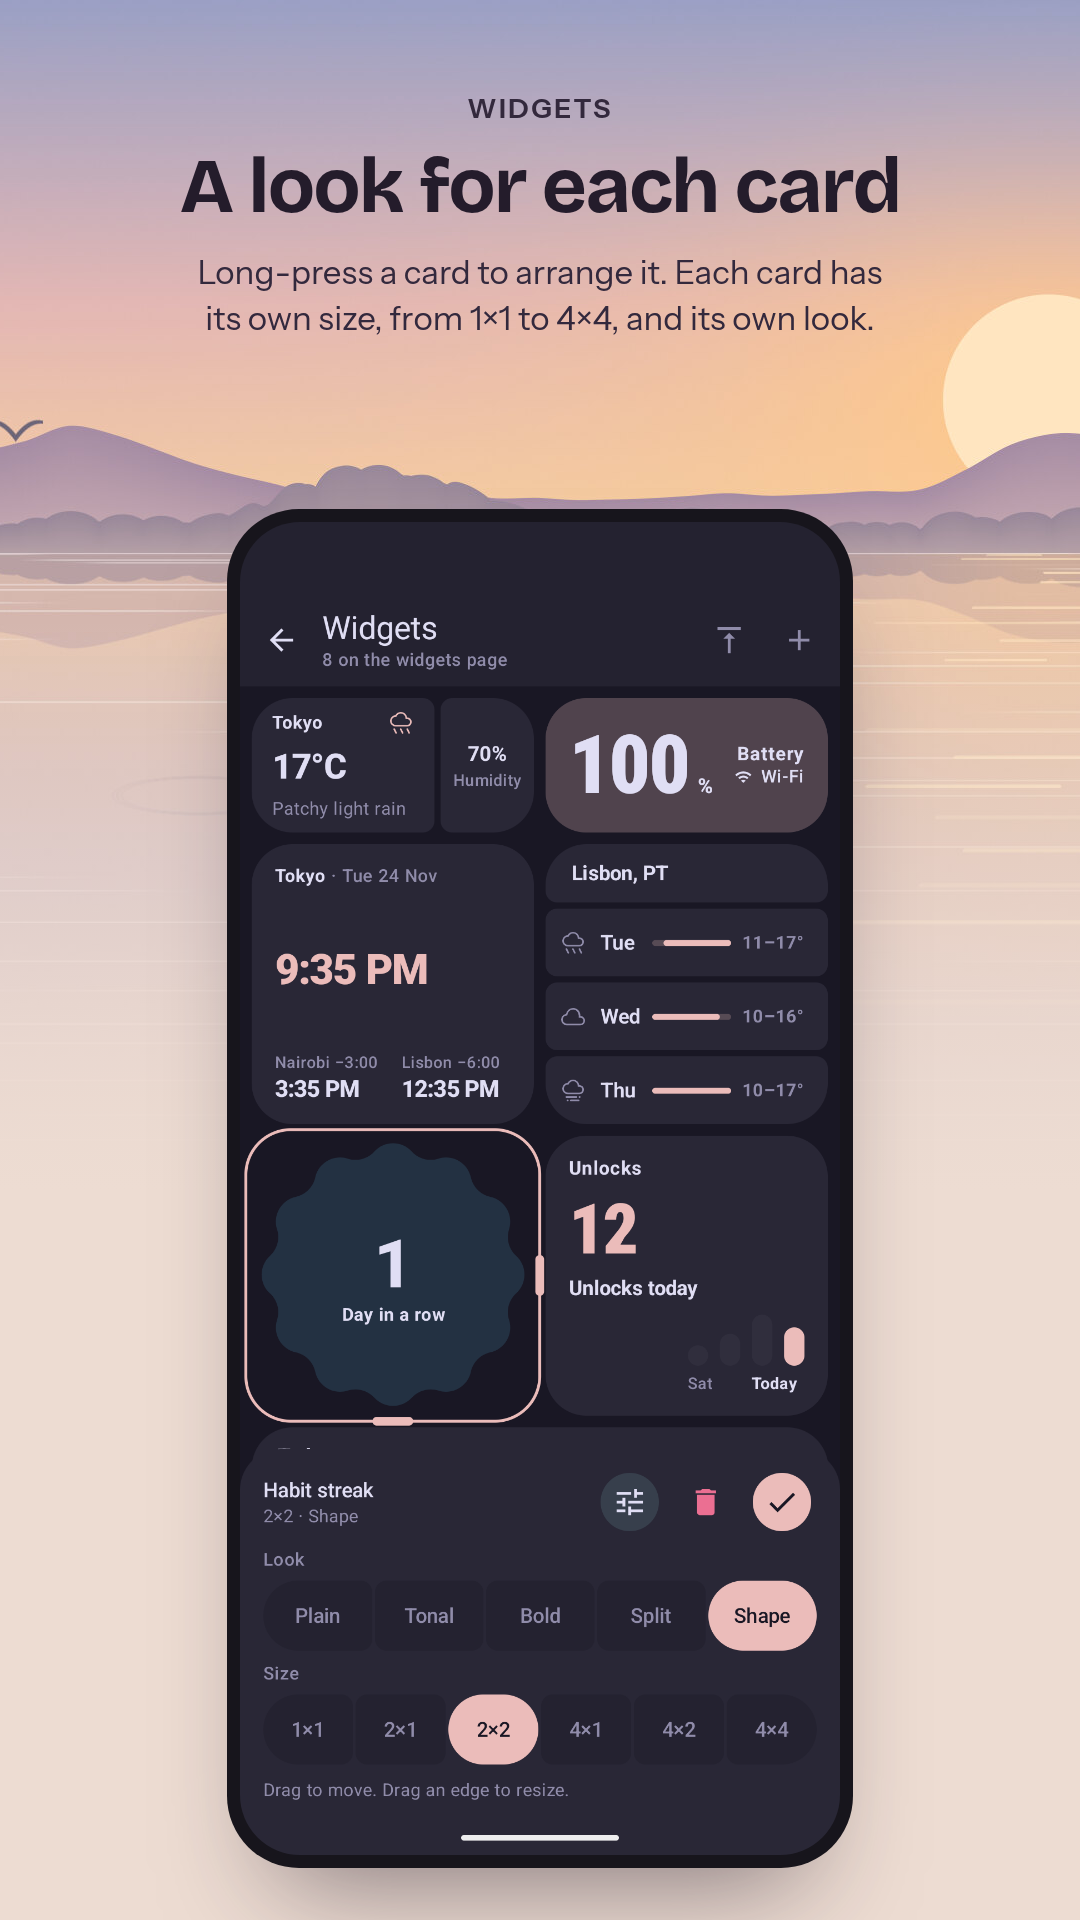 WIDGETS
A look for each card
Long-press a card to arrange it. Each card has
its own size, from 1×1 to 4×4, and its own look.
Widgets
8 on the widgets page
Tokyo
17°C
Patchy light rain
70%
Humidity
100 %
Battery
Wi-Fi
Tokyo · Tue 24 Nov
9:35 PM
Nairobi −3:00 Lisbon −6:00
3:35 PM 12:35 PM
Lisbon, PT
Tue 11–17°
Wed 10–16°
Thu 10–17°
1
Day in a row
Unlocks
12
Unlocks today
Sat Today
Habit streak
2×2 · Shape
Look
Plain Tonal Bold Split Shape
Size
1×1 2×1 2×2 4×1 4×2 4×4
Drag to move. Drag an edge to resize.